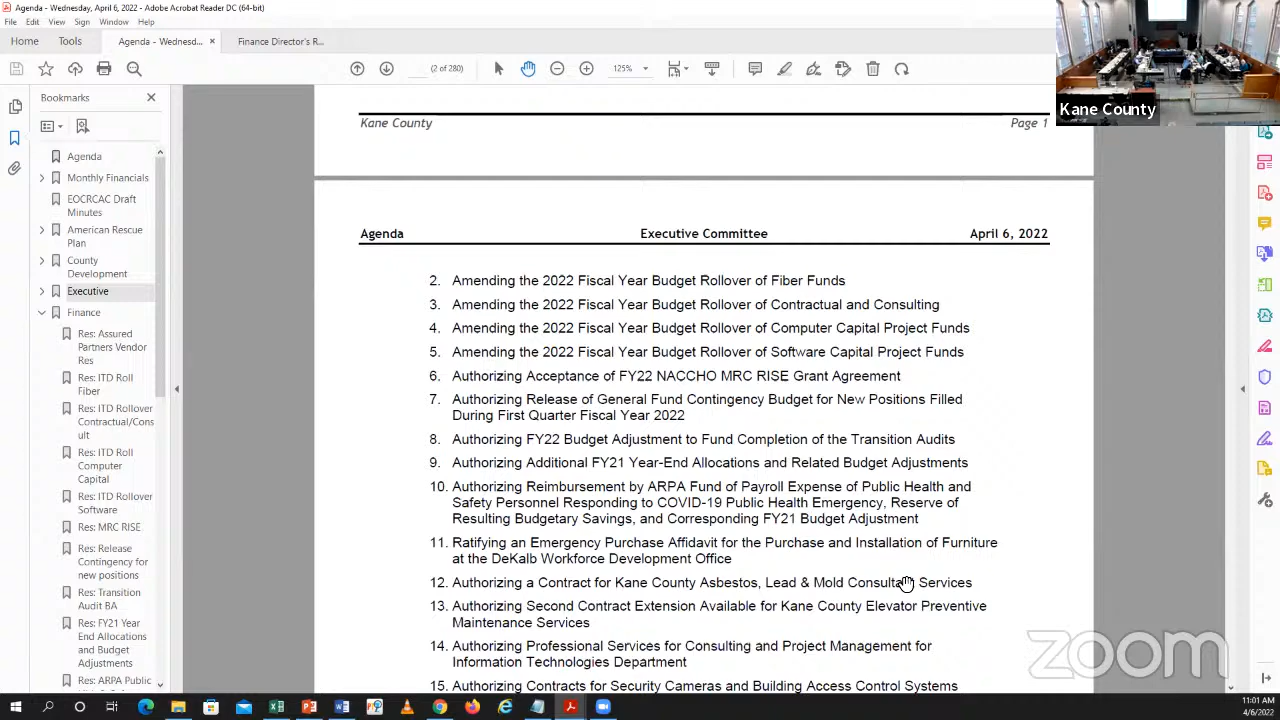 Agenda - Wednesday, April 6, 2022 - Adobe Acrobat Reader DC (64-bit)
File Edit View Sign Window Help
Home Tools Agenda - Wednesd... × Finance Director's R...
(2 of 280) 125%
Bookmarks
Agenda
Monthly Financials
EOCRCAC Draft
Minutes
American Rescue
Plan
County
Development
Executive
Finance
Res: Assured
Partners Vendor
Res
Res: ITD Roll
Fiber
Res: ITD Rollover
Contractual/Cons
ult
Res: ITD Roll
Computer
Capital
Res: ITD Rollover
Software
Res: MRC RISE
Res: Release
Contingency for
new positions
Res: Transition
Audit BA
Res: FY21 Year
End Allocations
and Budget
Adjustments
Res: ARPA Public
Kane County Page 1
Agenda Executive Committee April 6, 2022
2. Amending the 2022 Fiscal Year Budget Rollover of Fiber Funds
3. Amending the 2022 Fiscal Year Budget Rollover of Contractual and Consulting
4. Amending the 2022 Fiscal Year Budget Rollover of Computer Capital Project Funds
5. Amending the 2022 Fiscal Year Budget Rollover of Software Capital Project Funds
6. Authorizing Acceptance of FY22 NACCHO MRC RISE Grant Agreement
7. Authorizing Release of General Fund Contingency Budget for New Positions Filled
During First Quarter Fiscal Year 2022
8. Authorizing FY22 Budget Adjustment to Fund Completion of the Transition Audits
9. Authorizing Additional FY21 Year-End Allocations and Related Budget Adjustments
10. Authorizing Reimbursement by ARPA Fund of Payroll Expense of Public Health and
Safety Personnel Responding to COVID-19 Public Health Emergency, Reserve of
Resulting Budgetary Savings, and Corresponding FY21 Budget Adjustment
11. Ratifying an Emergency Purchase Affidavit for the Purchase and Installation of Furniture
at the DeKalb Workforce Development Office
12. Authorizing a Contract for Kane County Asbestos, Lead & Mold Consultant Services
13. Authorizing Second Contract Extension Available for Kane County Elevator Preventive
Maintenance Services
14. Authorizing Professional Services for Consulting and Project Management for
Information Technologies Department
15. Authorizing Contracts for Security Cameras and Building Access Control Systems
Kane County
zoom
11:01 AM
4/6/2022